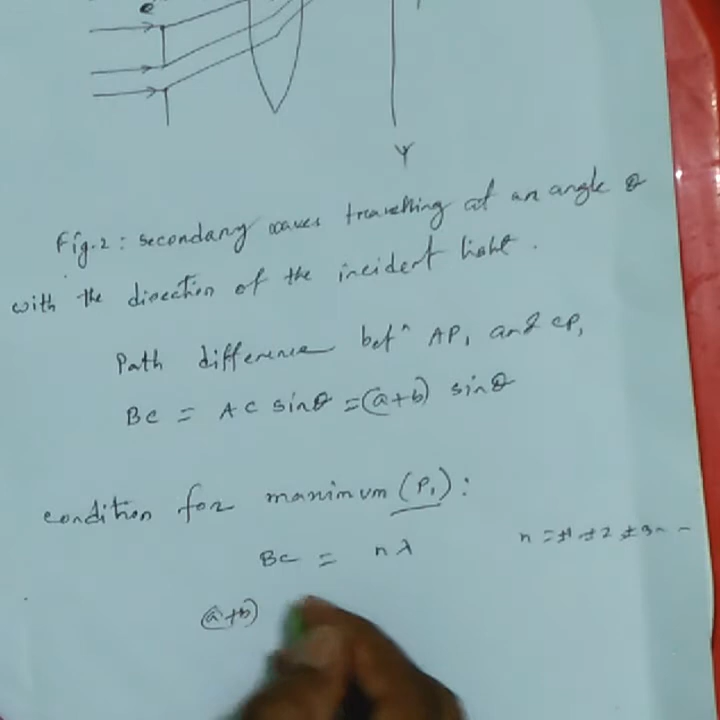 c
Y
Fig.2: secondary waves travelling at an angle θ
with the direction of the incident light.
Path difference betⁿ AP₁ and CP₁
BC = AC sinθ = (a+b) sinθ
condition for maximum (P₁):
BC = nλ n = ±1 ±2 ±3 - -
(a+b)